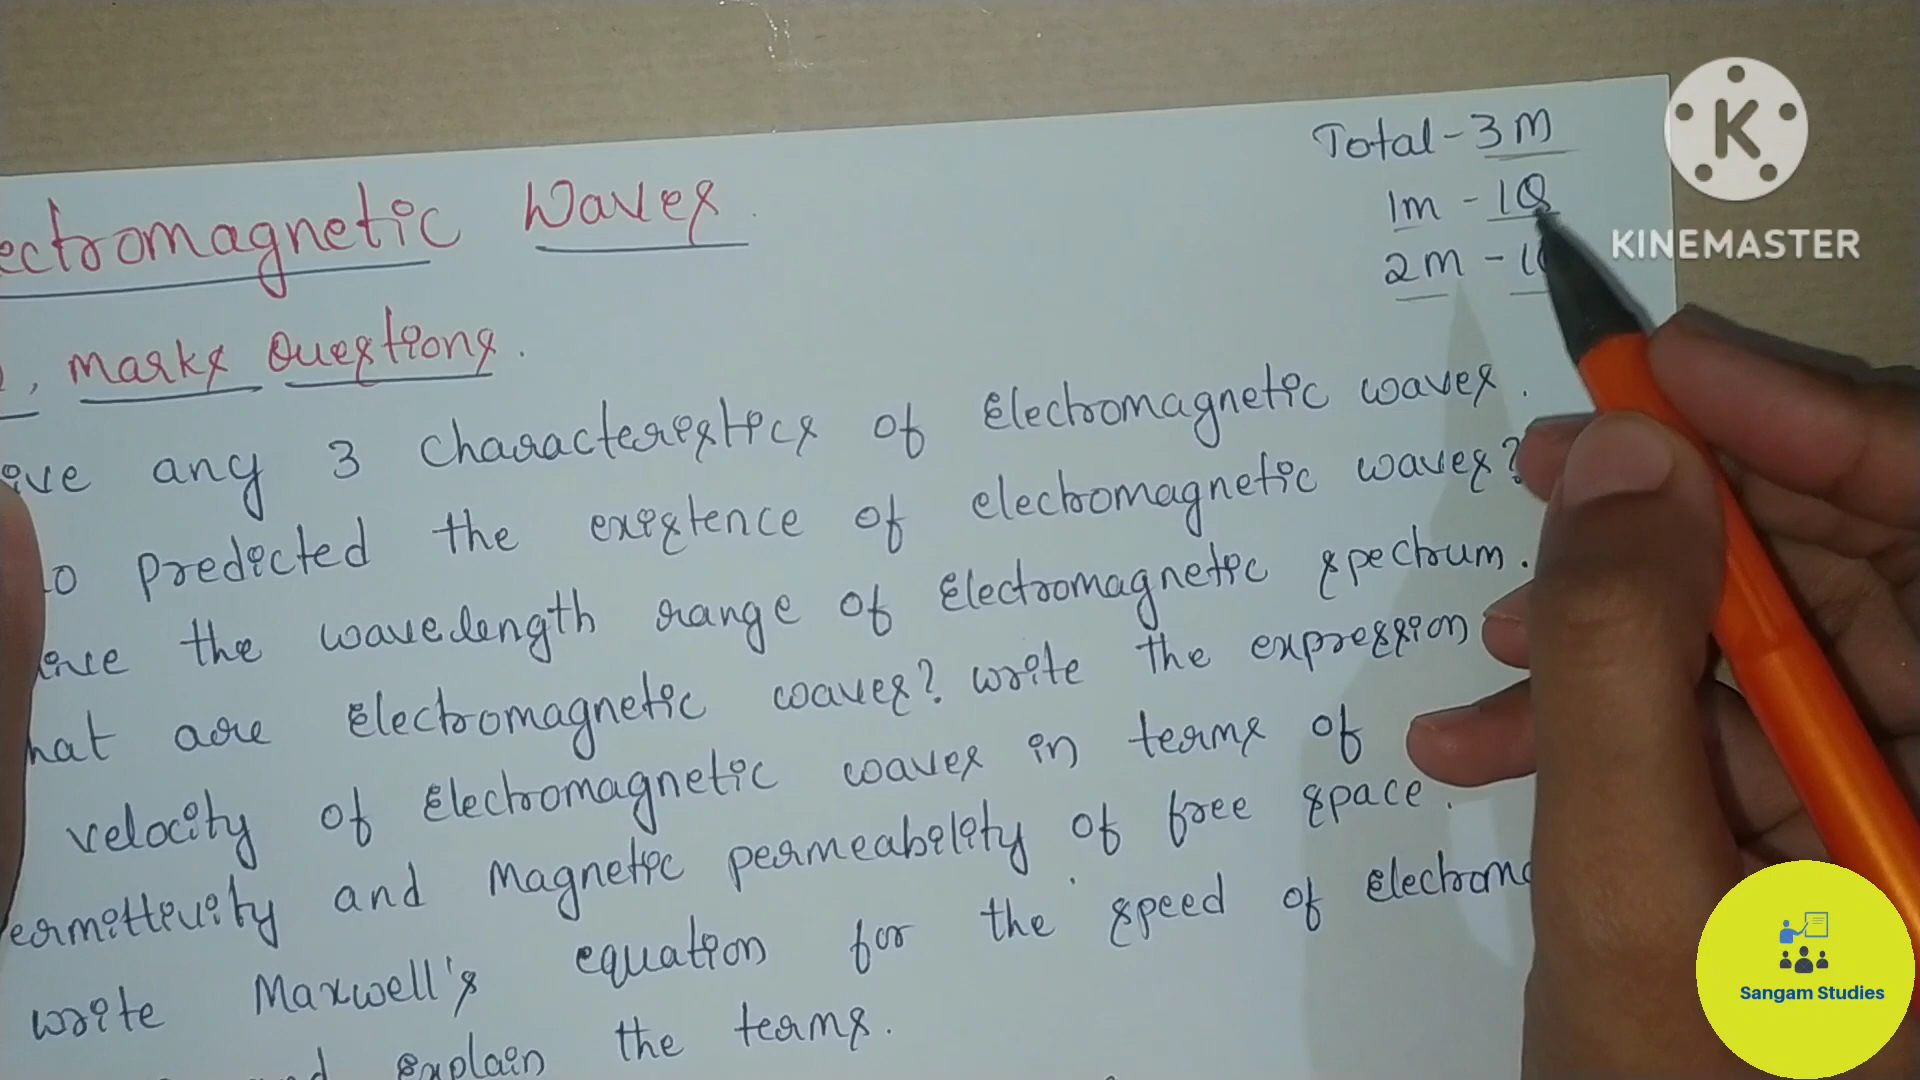 Total - 3M
1m - 1Q
2m -
KINEMASTER
ectromagnetic Waves
, Marks Questions.
ive any 3 characteristics of Electromagnetic waves.
o predicted the existence of electromagnetic waves?
the wavelength range of Electromagnetic spectrum.
hat are Electromagnetic waves? write the expression
velocity of Electromagnetic waves in terms of
ermittivity and Magnetic permeability of free space.
write Maxwell's equation for the speed of electrom
explain the terms.
Sangam Studies